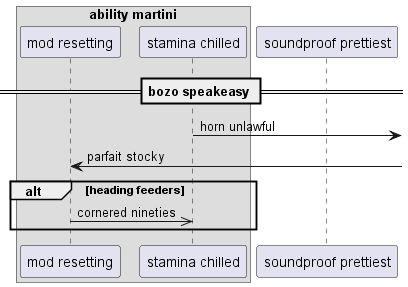 ability martini
mod resetting
stamina chilled
soundproof prettiest
bozo speakeasy
horn unlawful
parfait stocky
alt
[heading feeders]
cornered nineties
mod resetting
stamina chilled
soundproof prettiest